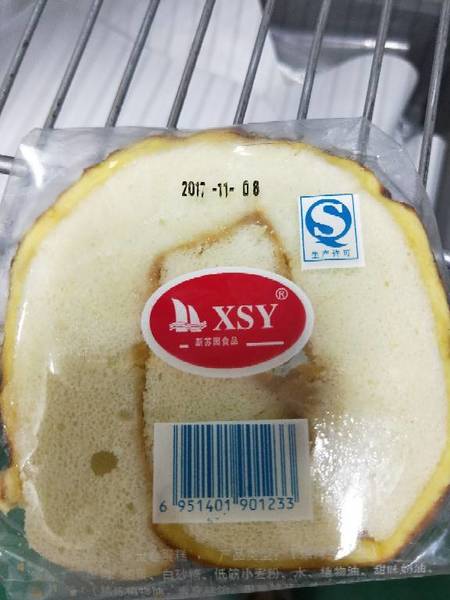 2017 -11- 08
生产许可
XSY®
新苏阁食品
6 951401 901233
白砂糖、低筋小麦粉、水、植物油、甜味奶油